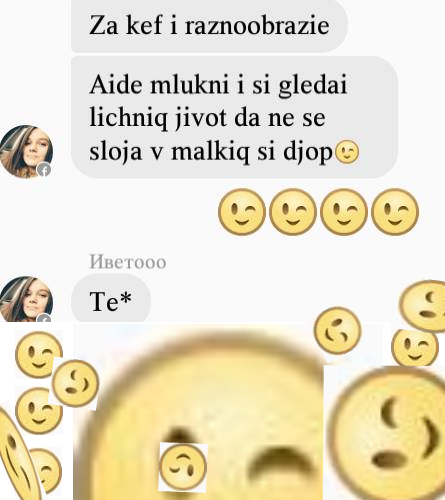 Za kef i raznoobrazie
Aide mlukni i si gledai
lichniq jivot da ne se
sloja v malkiq si djop😉
😉😉😉😉
Иветооо
Te*